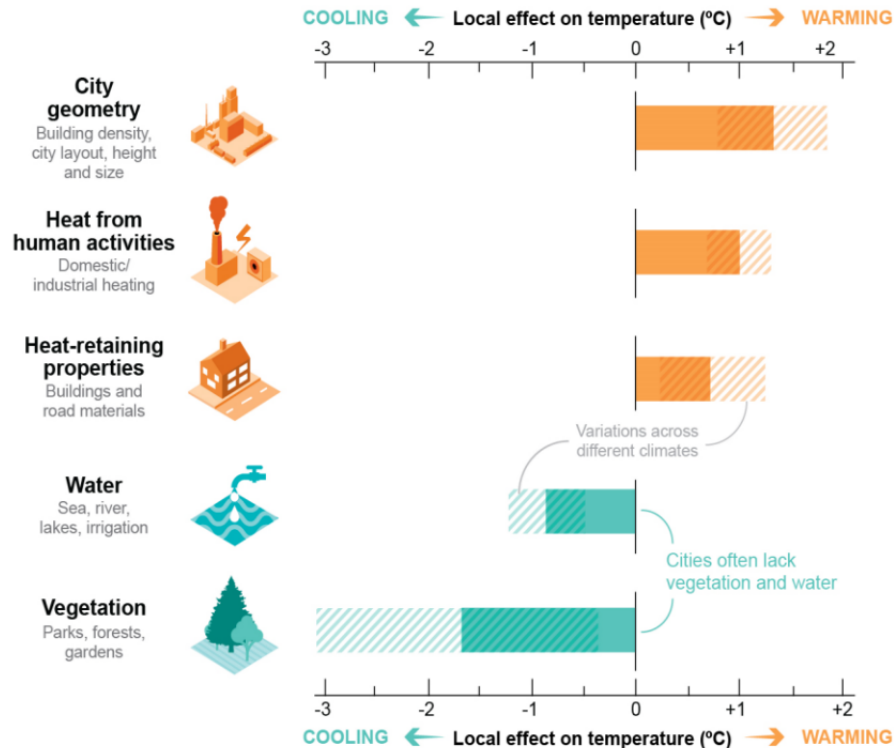 COOLING Local effect on temperature (ºC) WARMING
-3 -2 -1 0 +1 +2
City
geometry
Building density,
city layout, height
and size
Heat from
human activities
Domestic/
industrial heating
Heat-retaining
properties
Buildings and
road materials
Variations across
different climates
Water
Sea, river,
lakes, irrigation
Cities often lack
vegetation and water
Vegetation
Parks, forests,
gardens
-3 -2 -1 0 +1 +2
COOLING Local effect on temperature (ºC) WARMING